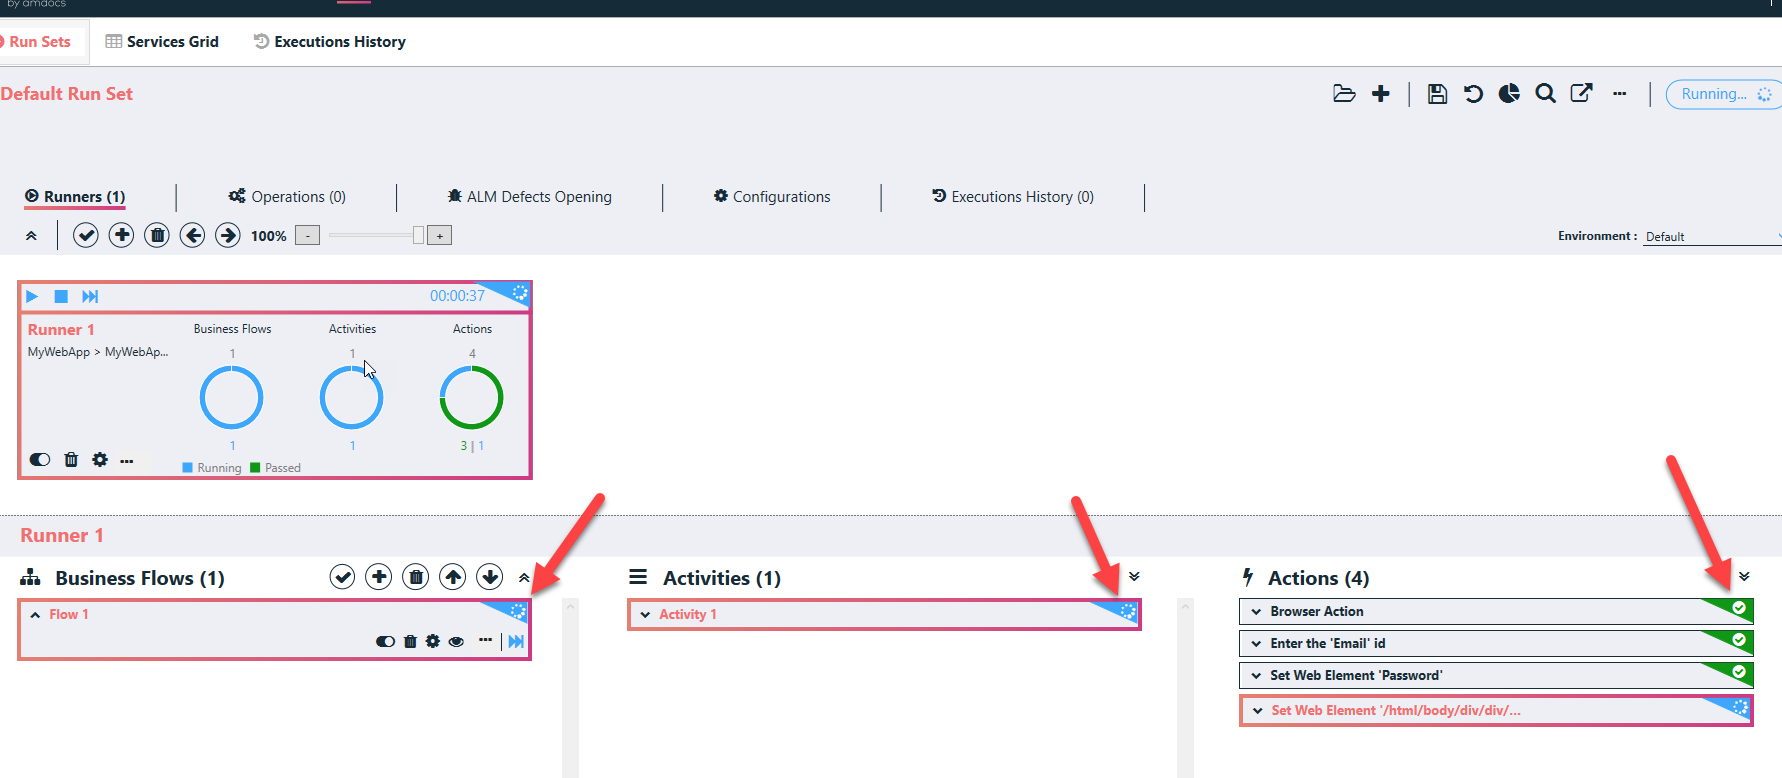 by amdocs
Run Sets
Services Grid
Executions History
Default Run Set
Running...
Runners (1)
Operations (0)
ALM Defects Opening
Configurations
Executions History (0)
100%
-
+
Environment :
Default
00:00:37
Runner 1
MyWebApp > MyWebAp...
Business Flows
Activities
Actions
1
1
4
1
1
3 | 1
Running
Passed
Runner 1
Business Flows (1)
Activities (1)
Actions (4)
Flow 1
Activity 1
Browser Action
Enter the 'Email' id
Set Web Element 'Password'
Set Web Element '/html/body/div/div/...